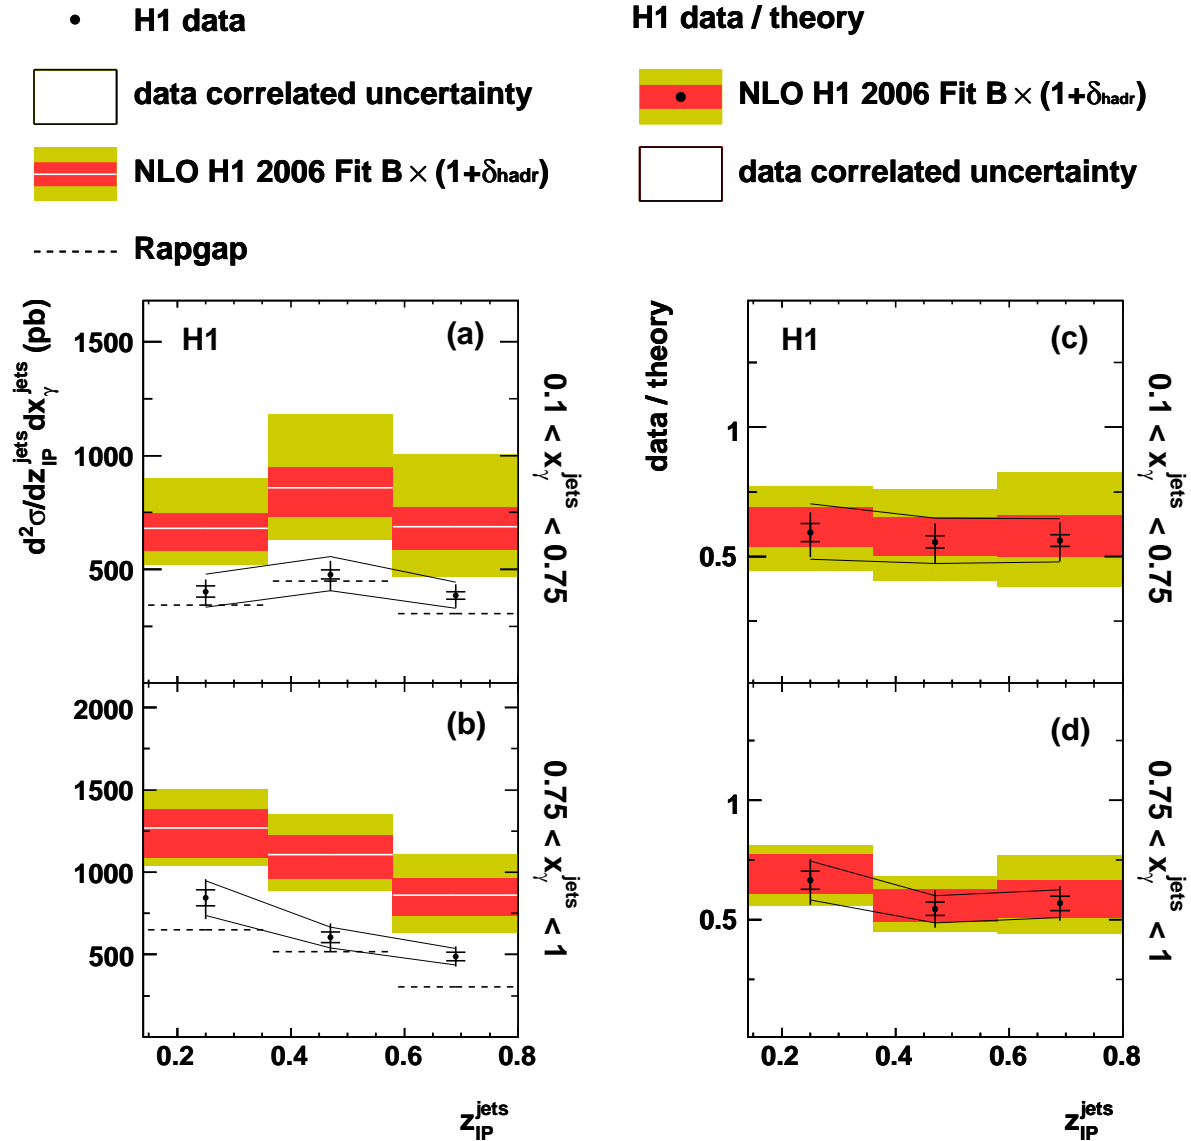 H1 data
data correlated uncertainty
NLO H1 2006 Fit B × (1+δhadr)
Rapgap
H1 data / theory
NLO H1 2006 Fit B × (1+δhadr)
data correlated uncertainty
d²σ/dz_IP^jets dx_γ^jets (pb)
H1
(a)
1500
1000
500
0.1 < x_γ^jets < 0.75
(b)
2000
1500
1000
500
0.75 < x_γ^jets < 1
0.2 0.4 0.6 0.8
z_IP^jets
data / theory
H1
(c)
1
0.5
0.1 < x_γ^jets < 0.75
(d)
1
0.5
0.75 < x_γ^jets < 1
0.2 0.4 0.6 0.8
z_IP^jets